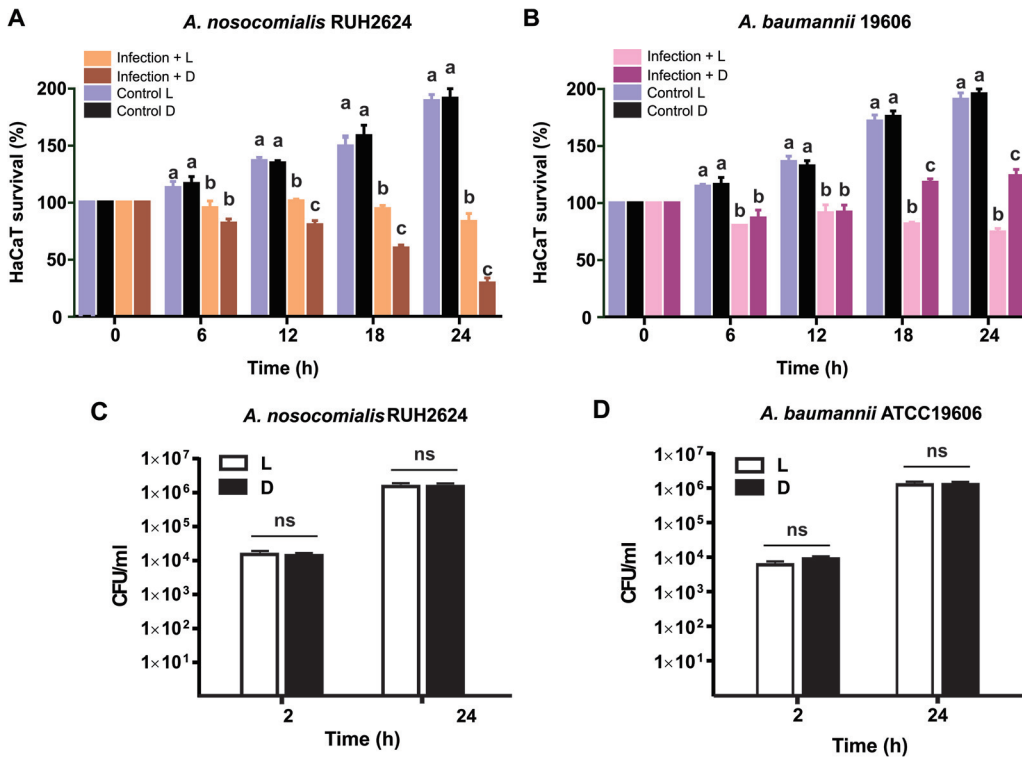 A
A. nosocomialis RUH2624
Infection + L
Infection + D
Control L
Control D
HaCaT survival (%)
200
150
100
50
0
a a
a a b b
a a b c
a a b c
a a b c
0 6 12 18 24
Time (h)
B
A. baumannii 19606
Infection + L
Infection + D
Control L
Control D
HaCaT survival (%)
200
150
100
50
0
a a b b
a a b b
a a b c
a a b c
0 6 12 18 24
Time (h)
C
A. nosocomialis RUH2624
L
D
CFU/ml
1×10⁷
1×10⁶
1×10⁵
1×10⁴
1×10³
1×10²
1×10¹
ns
ns
2 24
Time (h)
D
A. baumannii ATCC19606
L
D
CFU/ml
1×10⁷
1×10⁶
1×10⁵
1×10⁴
1×10³
1×10²
1×10¹
ns
ns
2 24
Time (h)